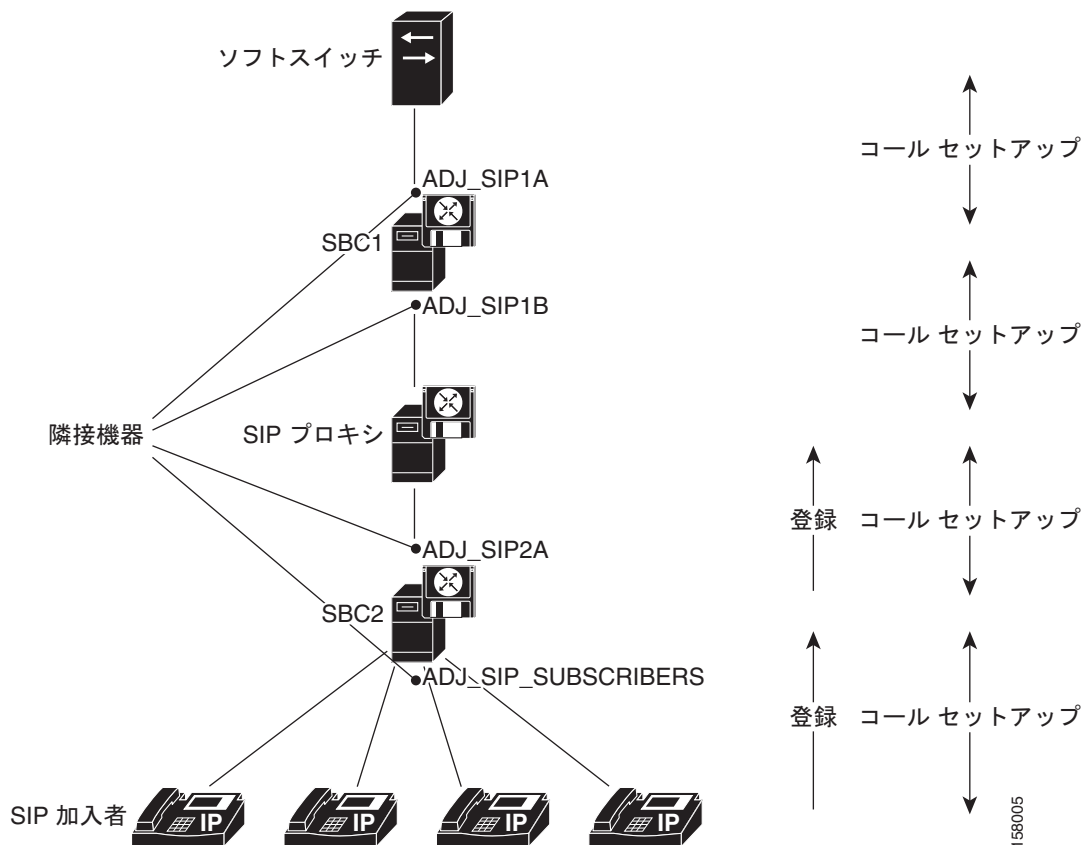 ソフトスイッチ
コール セットアップ
ADJ_SIP1A
SBC1
ADJ_SIP1B
コール セットアップ
隣接機器
SIP プロキシ
登録
コール セットアップ
ADJ_SIP2A
SBC2
ADJ_SIP_SUBSCRIBERS
登録
コール セットアップ
SIP 加入者
IP
IP
IP
IP
158005